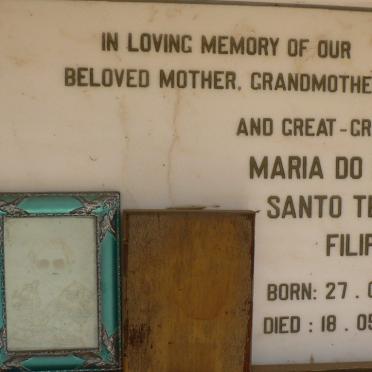 IN LOVING MEMORY OF OUR
BELOVED MOTHER, GRANDMOTHE
AND GREAT-GR
MARIA DO
SANTO TE
FILIP
BORN: 27 . 0
DIED : 18 . 05